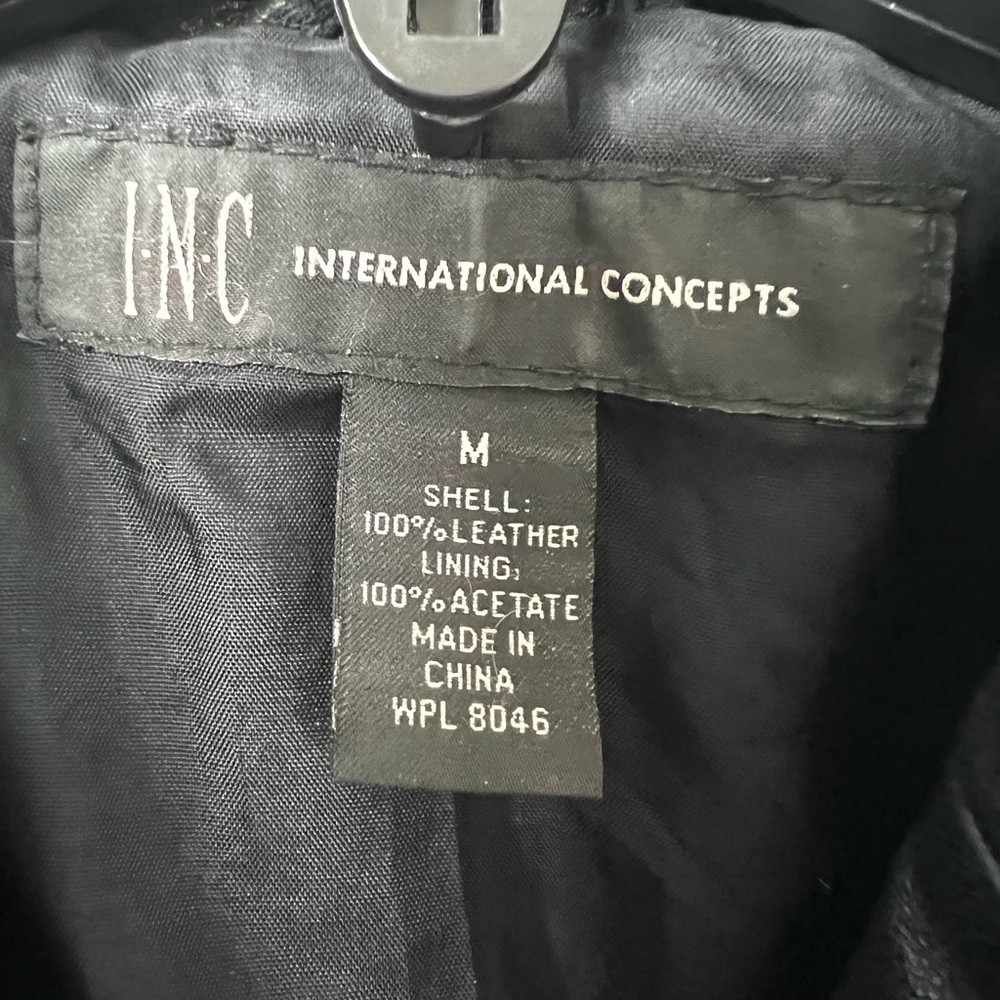 I·N·C INTERNATIONAL CONCEPTS
M
SHELL:
100% LEATHER
LINING:
100% ACETATE
MADE IN
CHINA
WPL 8046